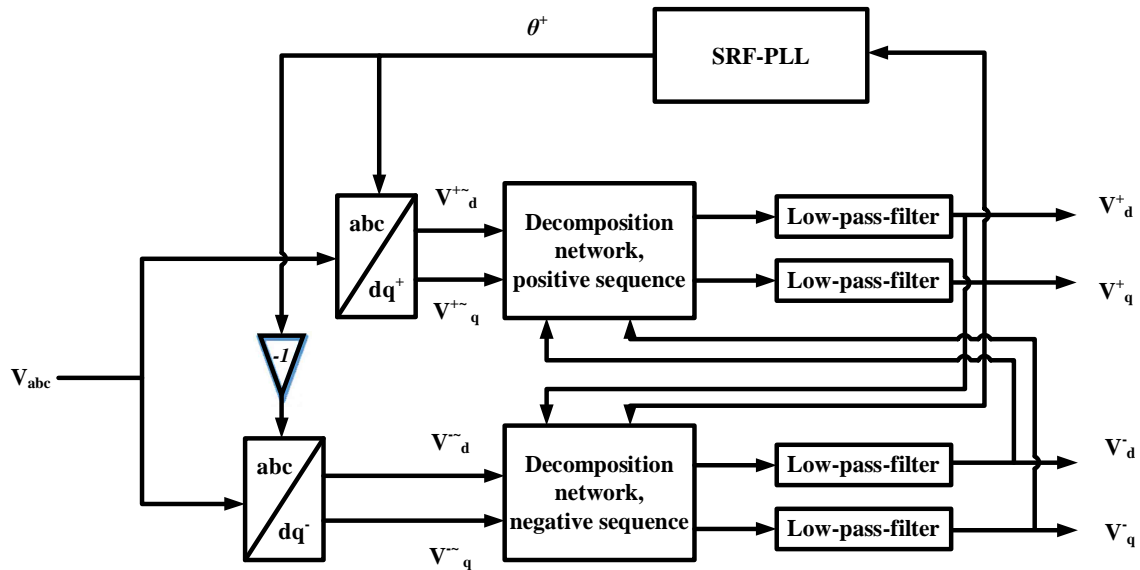 θ+
SRF-PLL
abc
dq+
V+~d
V+~q
Decomposition
network,
positive sequence
Low-pass-filter
Low-pass-filter
V+d
V+q
-1
Vabc
abc
dq-
V-~d
V-~q
Decomposition
network,
negative sequence
Low-pass-filter
Low-pass-filter
V-d
V-q